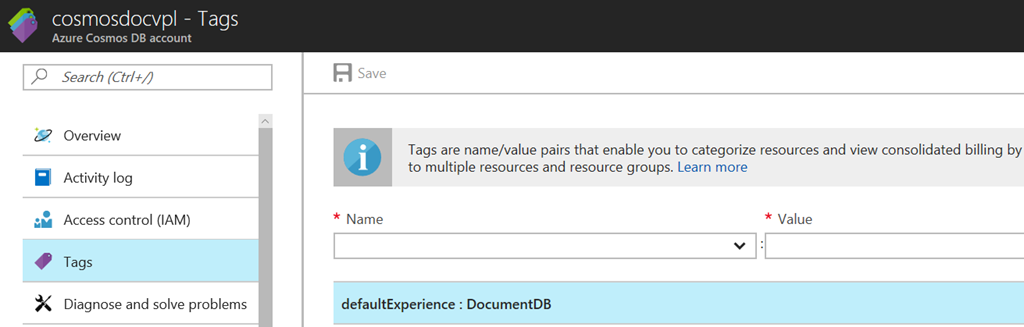 cosmosdocvpl - Tags
Azure Cosmos DB account
Search (Ctrl+/)
Overview
Activity log
Access control (IAM)
Tags
Diagnose and solve problems
Save
Tags are name/value pairs that enable you to categorize resources and view consolidated billing by
to multiple resources and resource groups. Learn more
* Name
* Value
:
defaultExperience : DocumentDB